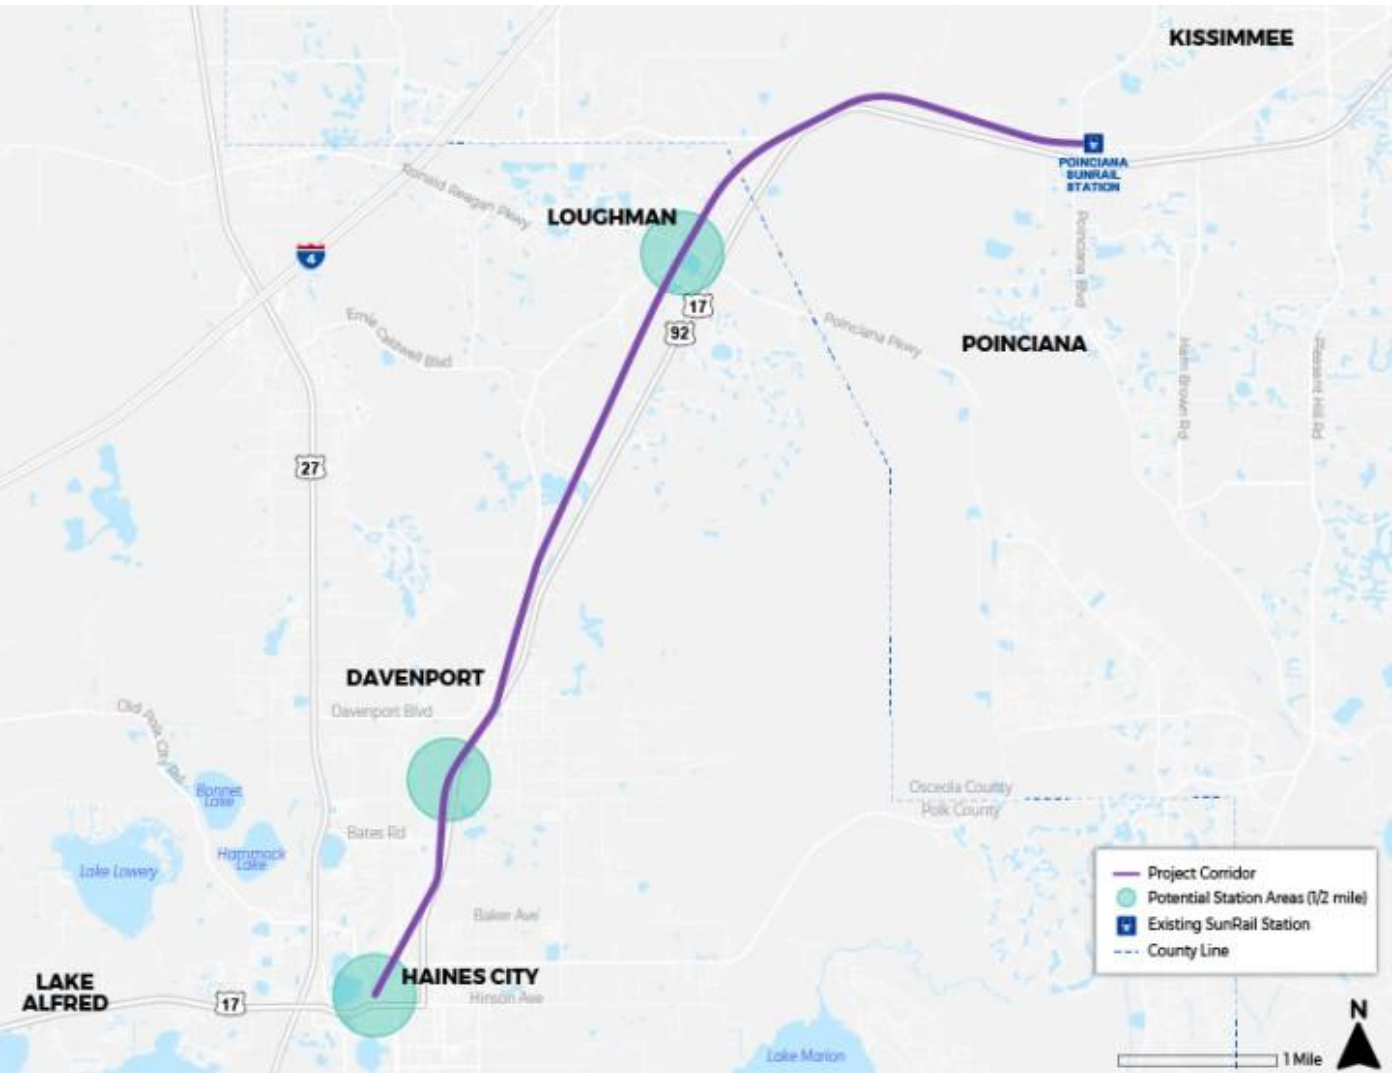 KISSIMMEE
POINCIANA
SUNRAIL
STATION
Ronald Reagan Pkwy
LOUGHMAN
Poinciana Blvd
4
17
92
Ernie Caldwell Blvd
Poinciana Pkwy
POINCIANA
Ham Brown Rd
Pleasant Hill Rd
27
DAVENPORT
Davenport Blvd
Old Polk City Rd
Bonnet
Lake
Osceola County
Polk County
Bates Rd
Hammock
Lake
Lake Lowery
Project Corridor
Potential Station Areas (1/2 mile)
Existing SunRail Station
County Line
Baker Ave
HAINES CITY
LAKE
ALFRED
17
Hinson Ave
N
Lake Marion
1 Mile